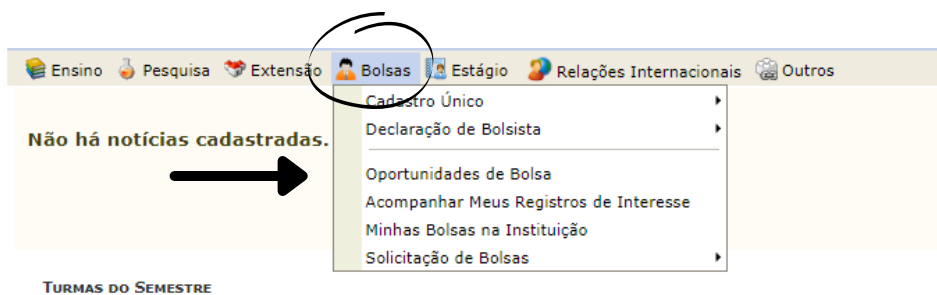 Ensino Pesquisa Extensão Bolsas Estágio Relações Internacionais Outros
Não há notícias cadastradas.
Cadastro Único
Declaração de Bolsista
Oportunidades de Bolsa
Acompanhar Meus Registros de Interesse
Minhas Bolsas na Instituição
Solicitação de Bolsas
TURMAS DO SEMESTRE